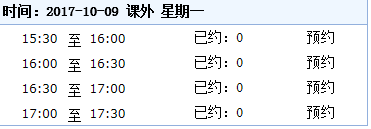 时间：2017-10-09 课外 星期一
15:30 至 16:00 已约：0 预约
16:00 至 16:30 已约：0 预约
16:30 至 17:00 已约：0 预约
17:00 至 17:30 已约：0 预约